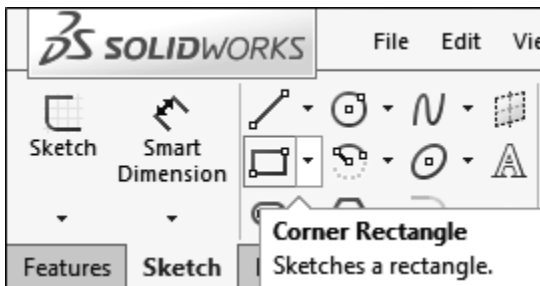 SOLIDWORKS
File Edit
Sketch
Smart
Dimension
Corner Rectangle
Sketches a rectangle.
Features Sketch